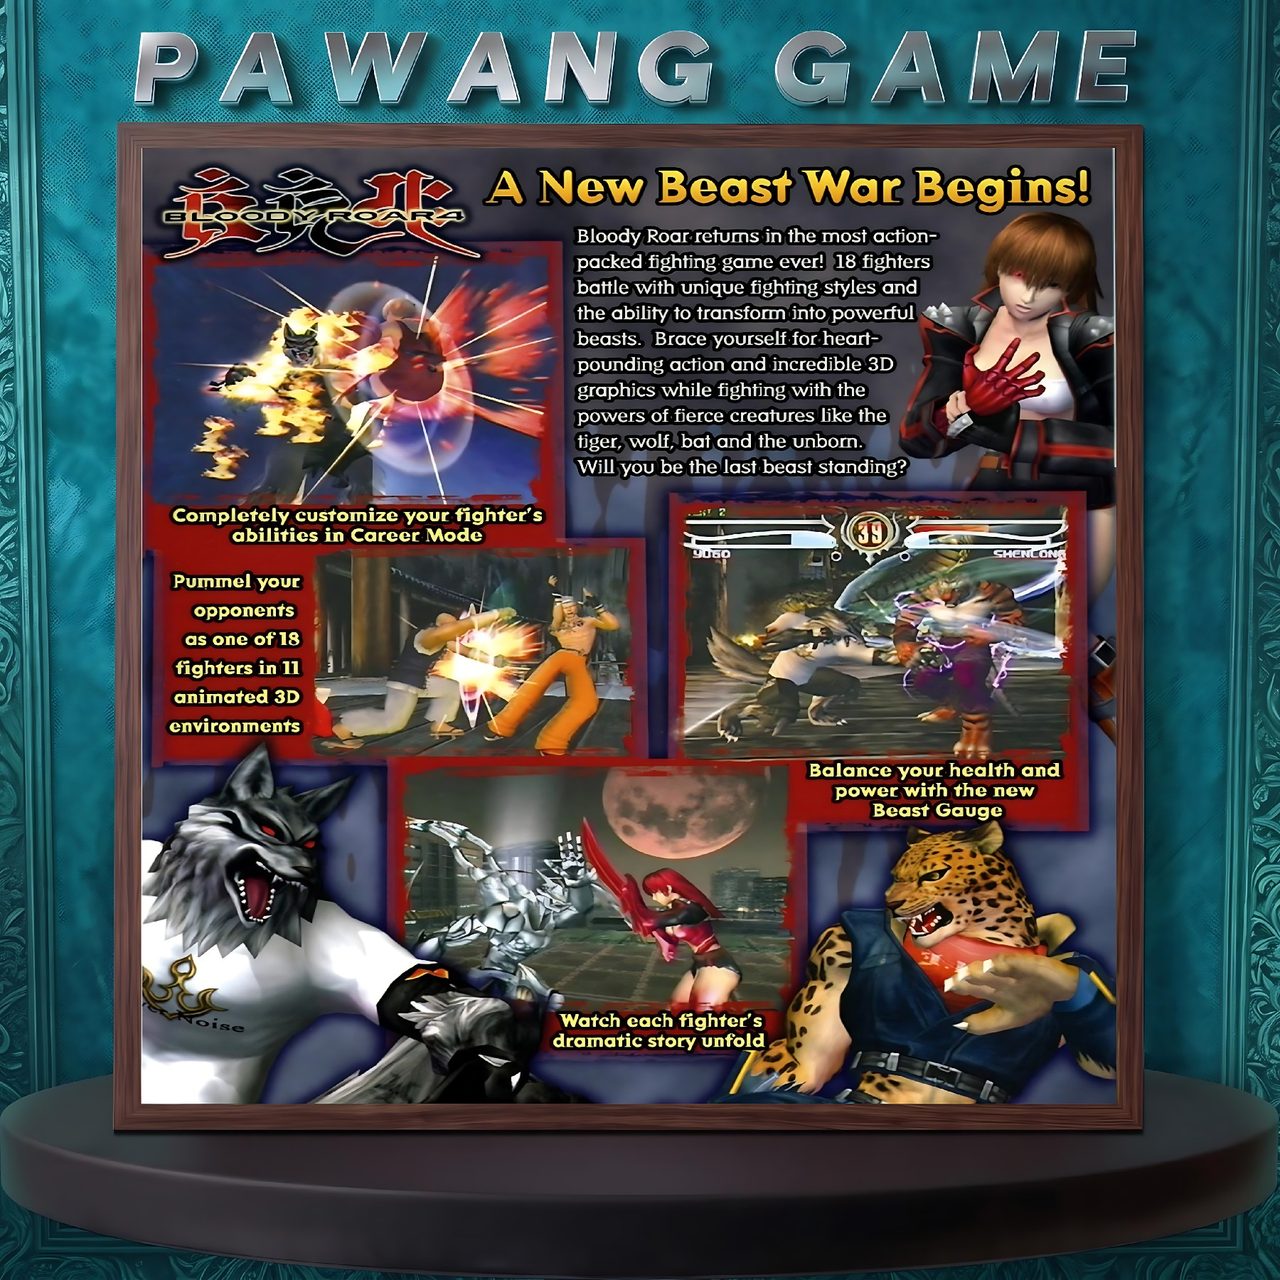 PAWANG GAME
BLOODY ROAR 4
A New Beast War Begins!
Bloody Roar returns in the most action-
packed fighting game ever! 18 fighters
battle with unique fighting styles and
the ability to transform into powerful
beasts. Brace yourself for heart-
pounding action and incredible 3D
graphics while fighting with the
powers of fierce creatures like the
tiger, wolf, bat and the unborn.
Will you be the last beast standing?
Completely customize your fighter's
abilities in Career Mode
Pummel your
opponents
as one of 18
fighters in 11
animated 3D
environments
39
YUGO
SHENLONG
Balance your health and
power with the new
Beast Gauge
Noise
Watch each fighter's
dramatic story unfold